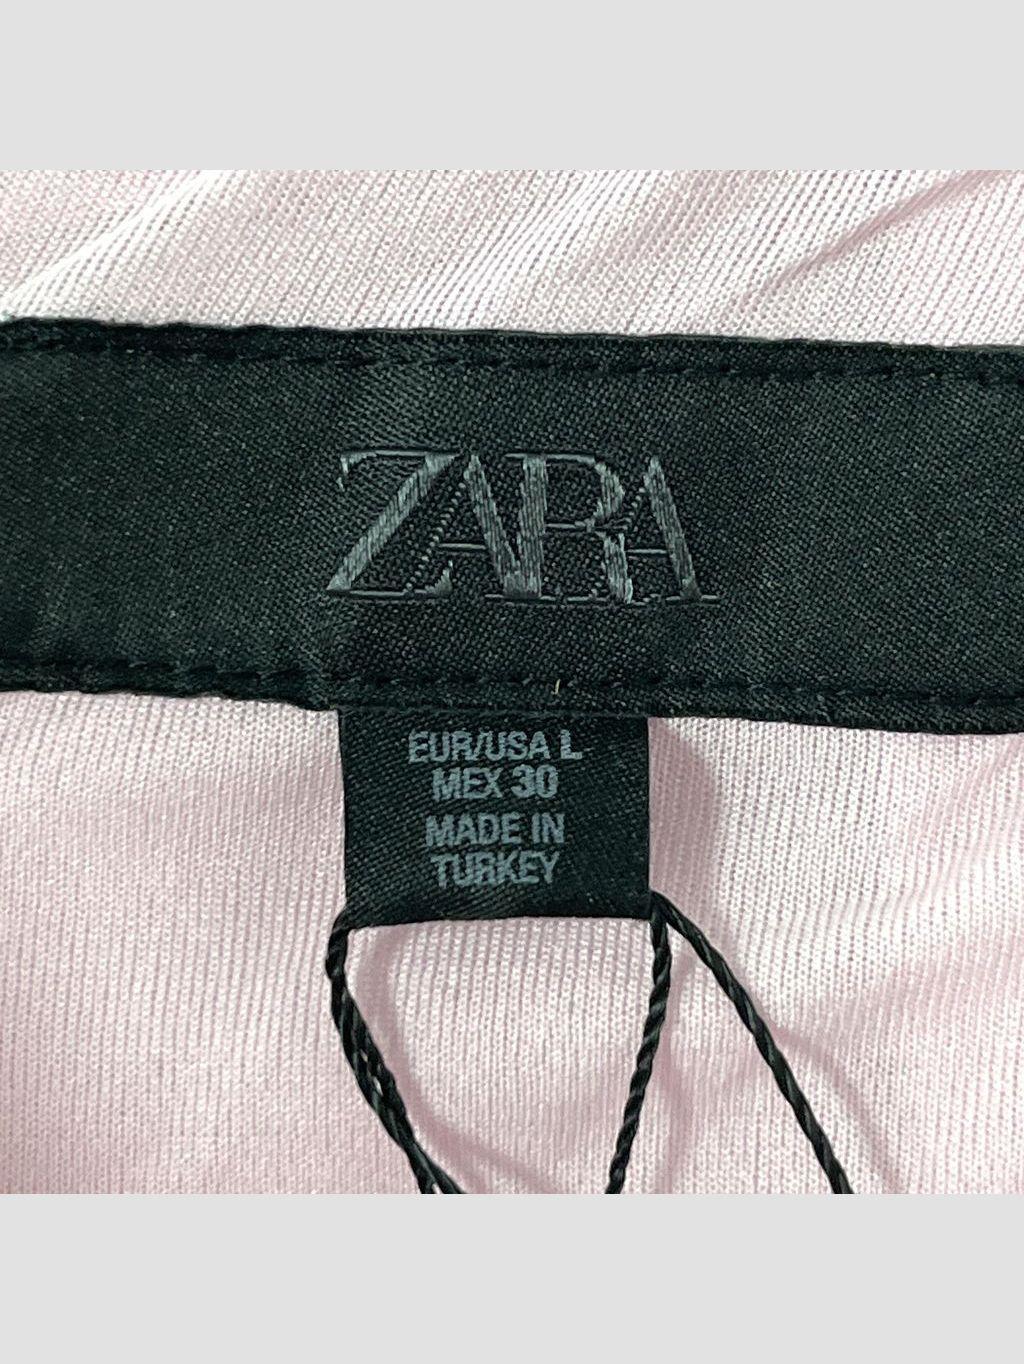 ZARA
EUR/USA L
MEX 30
MADE IN
TURKEY